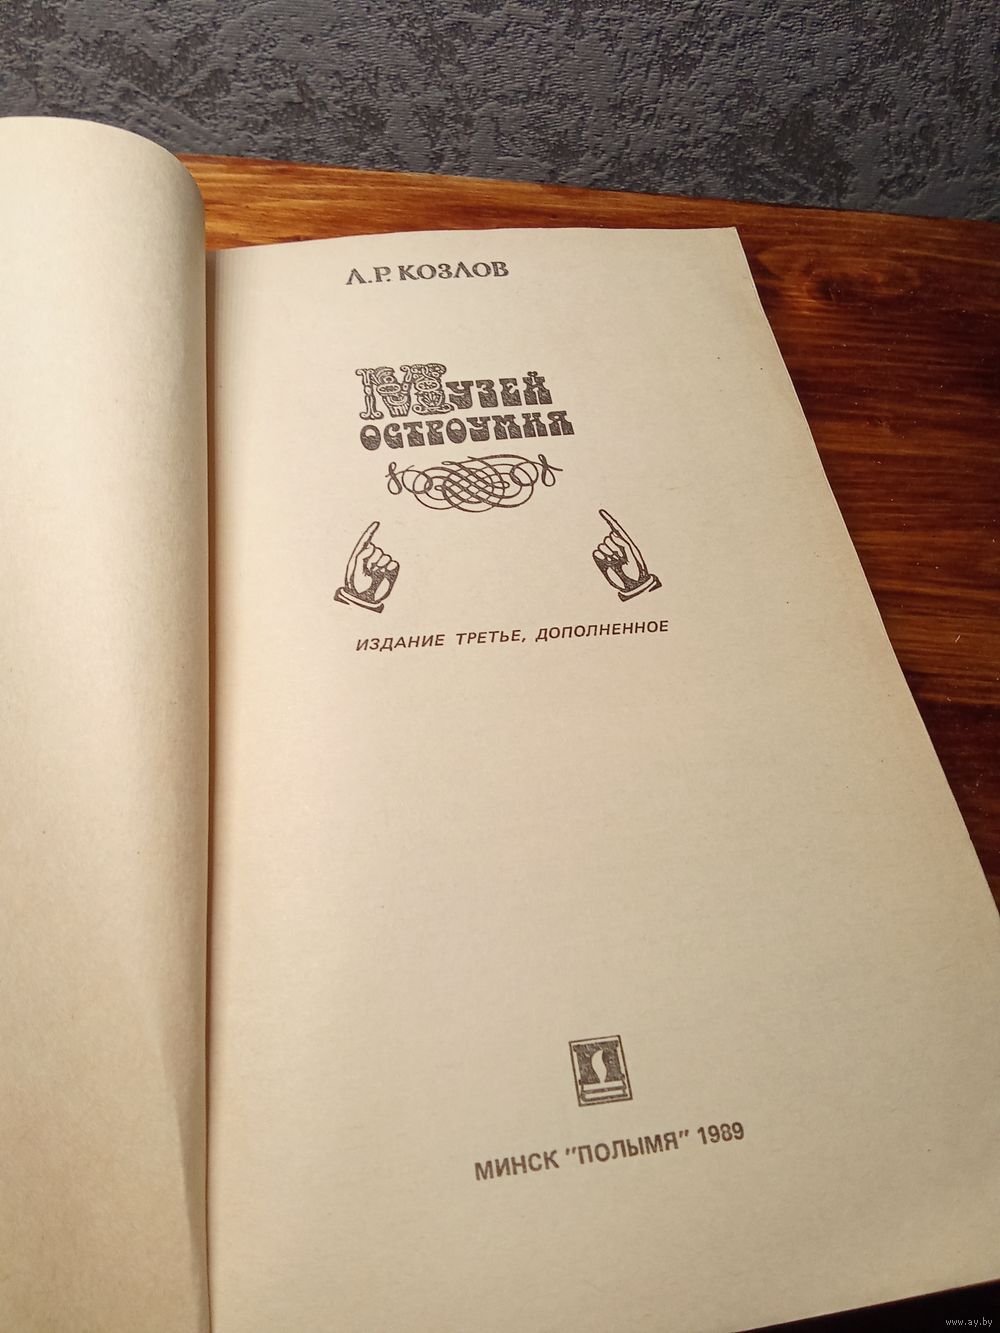 Л.Р. КОЗЛОВ
МУЗЕЙ
ОСТРОУМИЯ
ИЗДАНИЕ ТРЕТЬЕ, ДОПОЛНЕННОЕ
П
МИНСК "ПОЛЫМЯ" 1989
www.ay.by